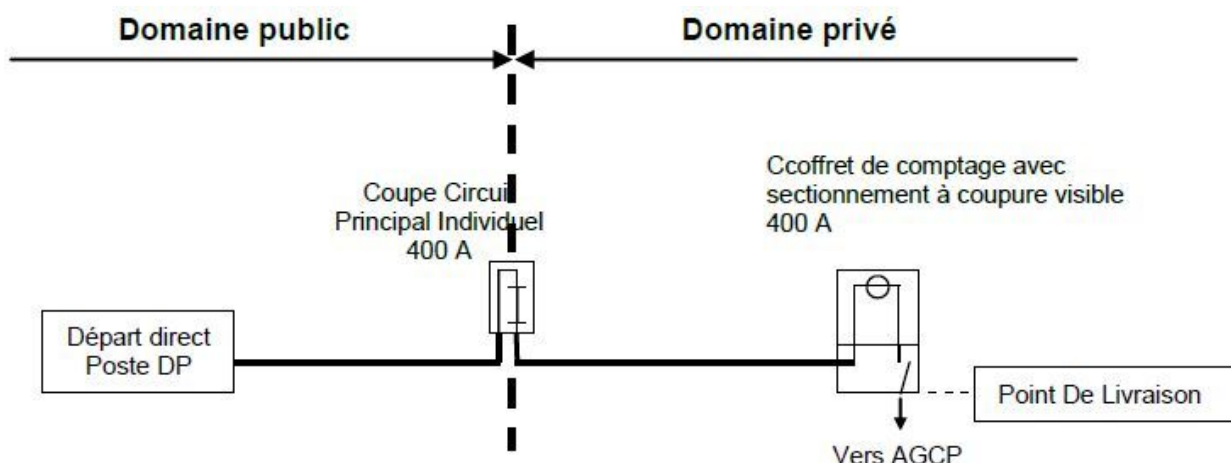 Domaine public
Domaine privé
Coupe Circui
Principal Individuel
400 A
Ccoffret de comptage avec
sectionnement à coupure visible
400 A
Départ direct
Poste DP
Point De Livraison
Vers AGCP